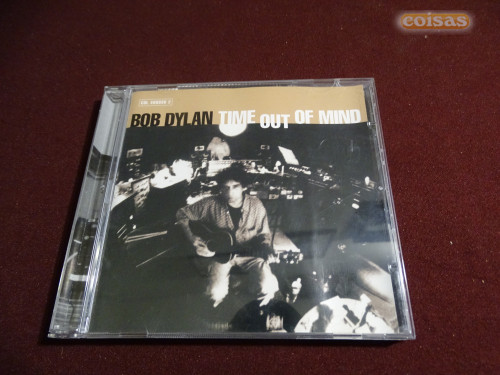 coisas
BOB DYLAN TIME OUT OF MIND